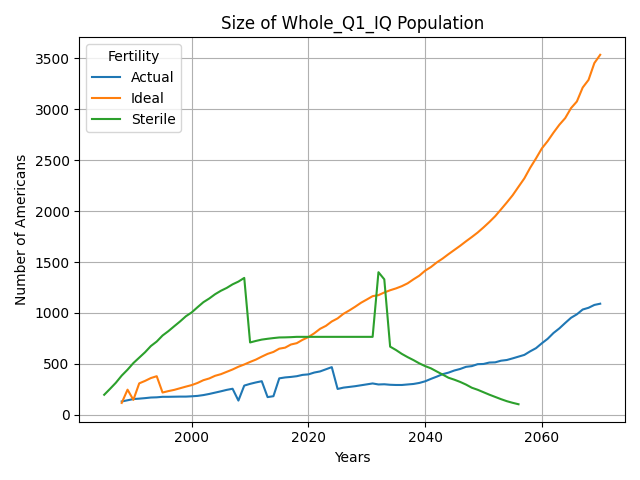 Size of Whole_Q1_IQ Population
Fertility
Actual
Ideal
Sterile
3500
3000
2500
2000
1500
1000
500
0
Number of Americans
2000
2020
2040
2060
Years